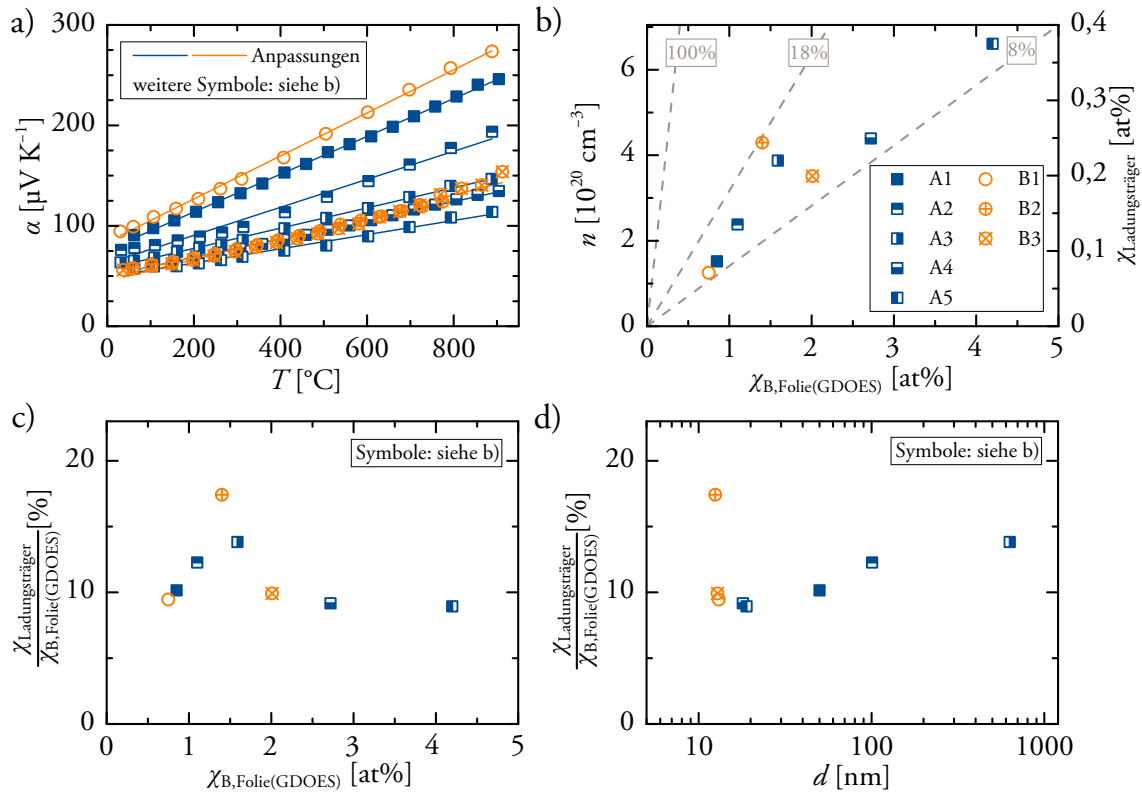 a)
300
200
100
0
α [µV K⁻¹]
Anpassungen
weitere Symbole: siehe b)
0 200 400 600 800
T [°C]
b)
6
4
2
0
n [10²⁰ cm⁻³]
100%
18%
8%
0,4
0,3
0,2
0,1
0
χLadungsträger [at%]
A1 B1
A2 B2
A3 B3
A4
A5
0 1 2 3 4 5
χB,Folie(GDOES) [at%]
c)
20
10
0
χLadungsträger
χB,Folie(GDOES) [%]
Symbole: siehe b)
0 1 2 3 4 5
χB,Folie(GDOES) [at%]
d)
20
10
0
χLadungsträger
χB,Folie(GDOES) [%]
Symbole: siehe b)
10 100 1000
d [nm]